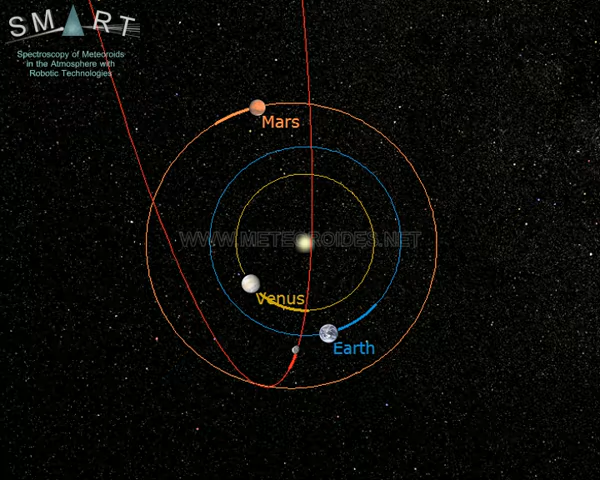 SMART
Spectroscopy of Meteoroids
in the Atmosphere with
Robotic Technologies
Mars
WWW.METEOROIDES.NET
Venus
Earth